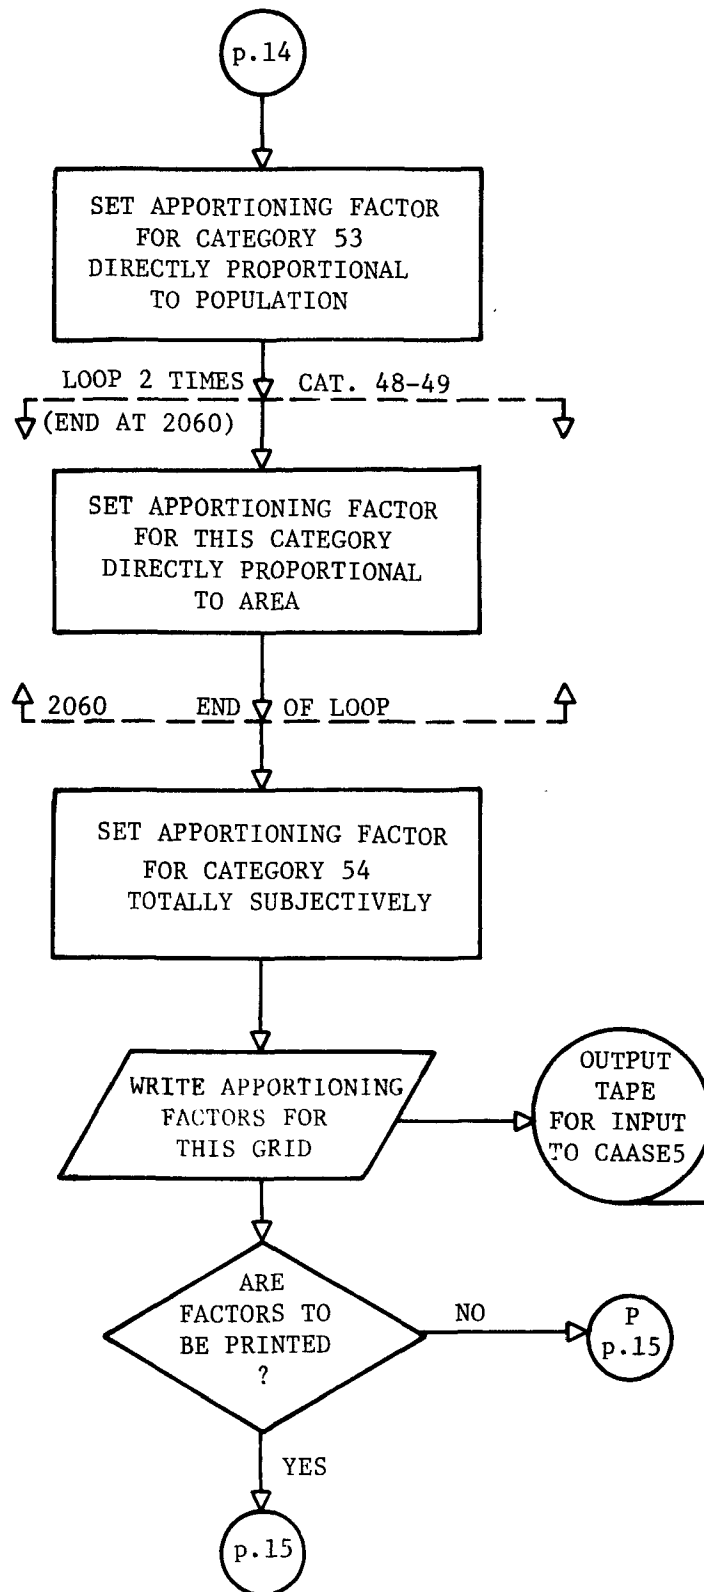 p.14
SET APPORTIONING FACTOR
FOR CATEGORY 53
DIRECTLY PROPORTIONAL
TO POPULATION
LOOP 2 TIMES CAT. 48-49
(END AT 2060)
SET APPORTIONING FACTOR
FOR THIS CATEGORY
DIRECTLY PROPORTIONAL
TO AREA
2060 END OF LOOP
SET APPORTIONING FACTOR
FOR CATEGORY 54
TOTALLY SUBJECTIVELY
WRITE APPORTIONING
FACTORS FOR
THIS GRID
OUTPUT
TAPE
FOR INPUT
TO CAASE5
ARE
FACTORS TO
BE PRINTED
?
NO
P
p.15
YES
p.15